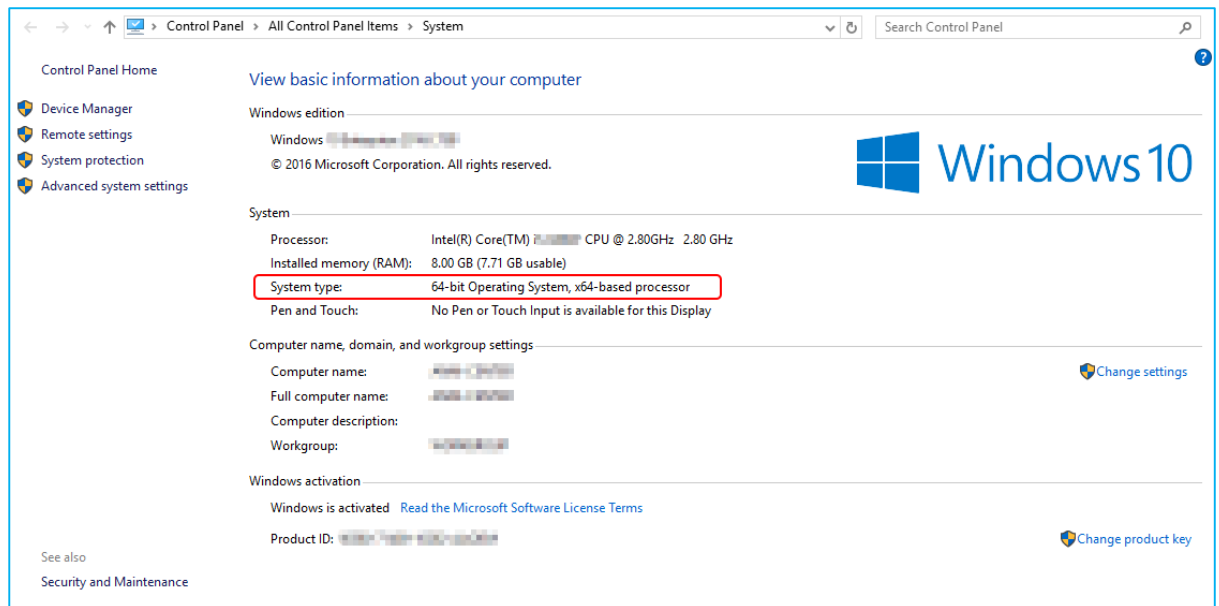 Control Panel > All Control Panel Items > System
Search Control Panel
Control Panel Home
Device Manager
Remote settings
System protection
Advanced system settings
See also
Security and Maintenance
?
View basic information about your computer
Windows edition
Windows
© 2016 Microsoft Corporation. All rights reserved.
Windows 10
System
Processor: Intel(R) Core(TM) CPU @ 2.80GHz 2.80 GHz
Installed memory (RAM): 8.00 GB (7.71 GB usable)
System type: 64-bit Operating System, x64-based processor
Pen and Touch: No Pen or Touch Input is available for this Display
Computer name, domain, and workgroup settings
Computer name:
Change settings
Full computer name:
Computer description:
Workgroup:
Windows activation
Windows is activated Read the Microsoft Software License Terms
Product ID:
Change product key